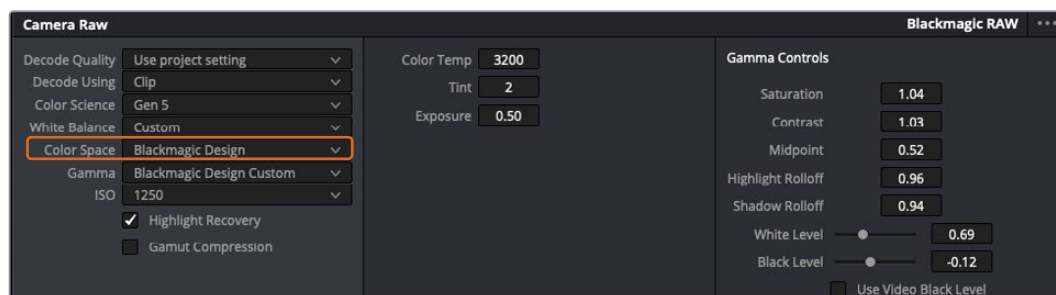 Camera Raw
Blackmagic RAW
Decode Quality Use project setting
Decode Using Clip
Color Science Gen 5
White Balance Custom
Color Space Blackmagic Design
Gamma Blackmagic Design Custom
ISO 1250
Highlight Recovery
Gamut Compression
Color Temp 3200
Tint 2
Exposure 0.50
Gamma Controls
Saturation 1.04
Contrast 1.03
Midpoint 0.52
Highlight Rolloff 0.96
Shadow Rolloff 0.94
White Level 0.69
Black Level -0.12
Use Video Black Level